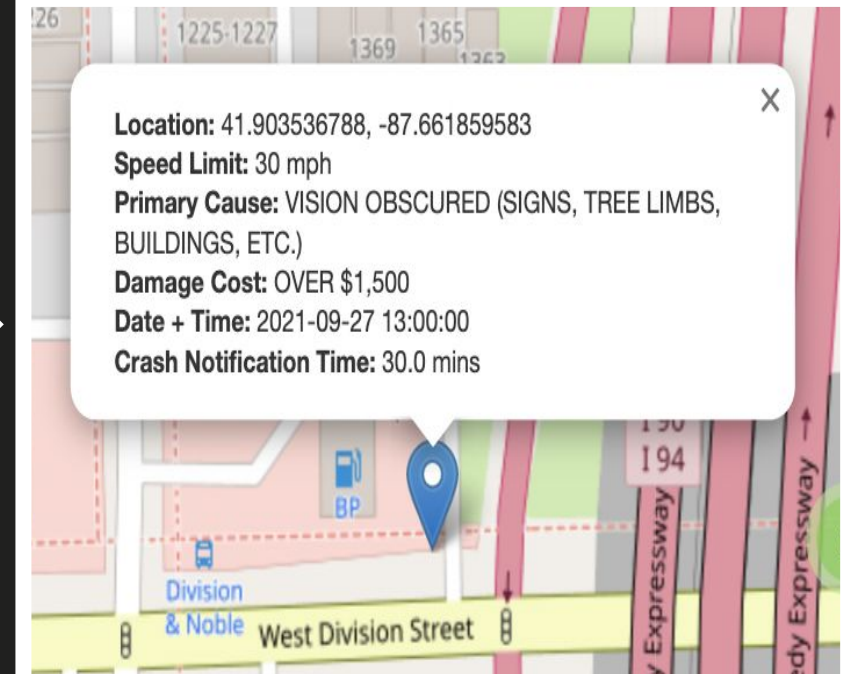 1225-1227
1369
1365
Location: 41.903536788, -87.661859583
Speed Limit: 30 mph
Primary Cause: VISION OBSCURED (SIGNS, TREE LIMBS,
BUILDINGS, ETC.)
Damage Cost: OVER $1,500
Date + Time: 2021-09-27 13:00:00
Crash Notification Time: 30.0 mins
I 90
I 94
BP
Division
& Noble
West Division Street
Expressway
Expressway